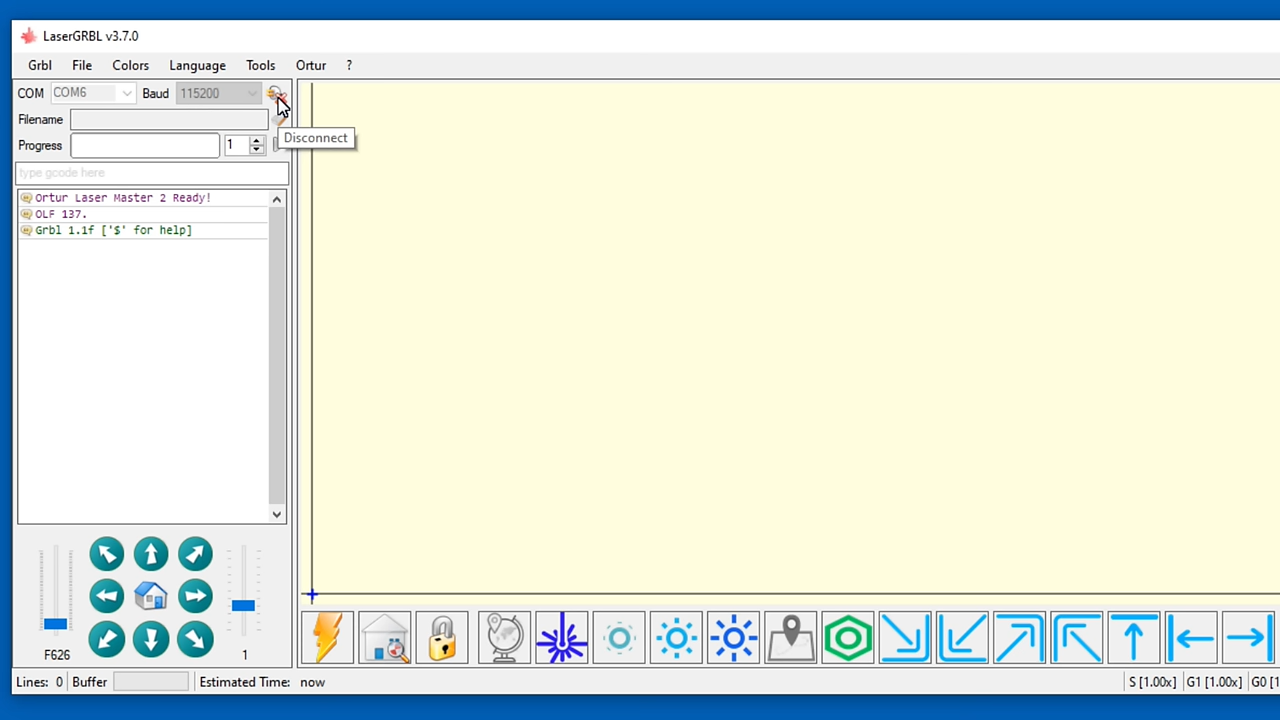 LaserGRBL v3.7.0
Grbl File Colors Language Tools Ortur ?
COM COM6 Baud 115200
Filename
Disconnect
Progress 1
type gcode here
Ortur Laser Master 2 Ready!
OLF 137.
Grbl 1.1f ['$' for help]
F626 1
Lines: 0 Buffer Estimated Time: now S [1.00x] G1 [1.00x] G0 [1